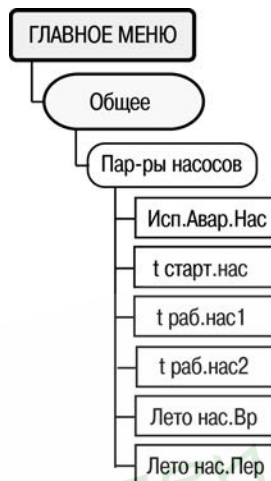 ГЛАВНОЕ МЕНЮ
Общее
Пар-ры насосов
Исп.Авар.Нас
t старт.нас
t раб.нас1
t раб.нас2
Лето нас.Вр
Лето нас.Пер